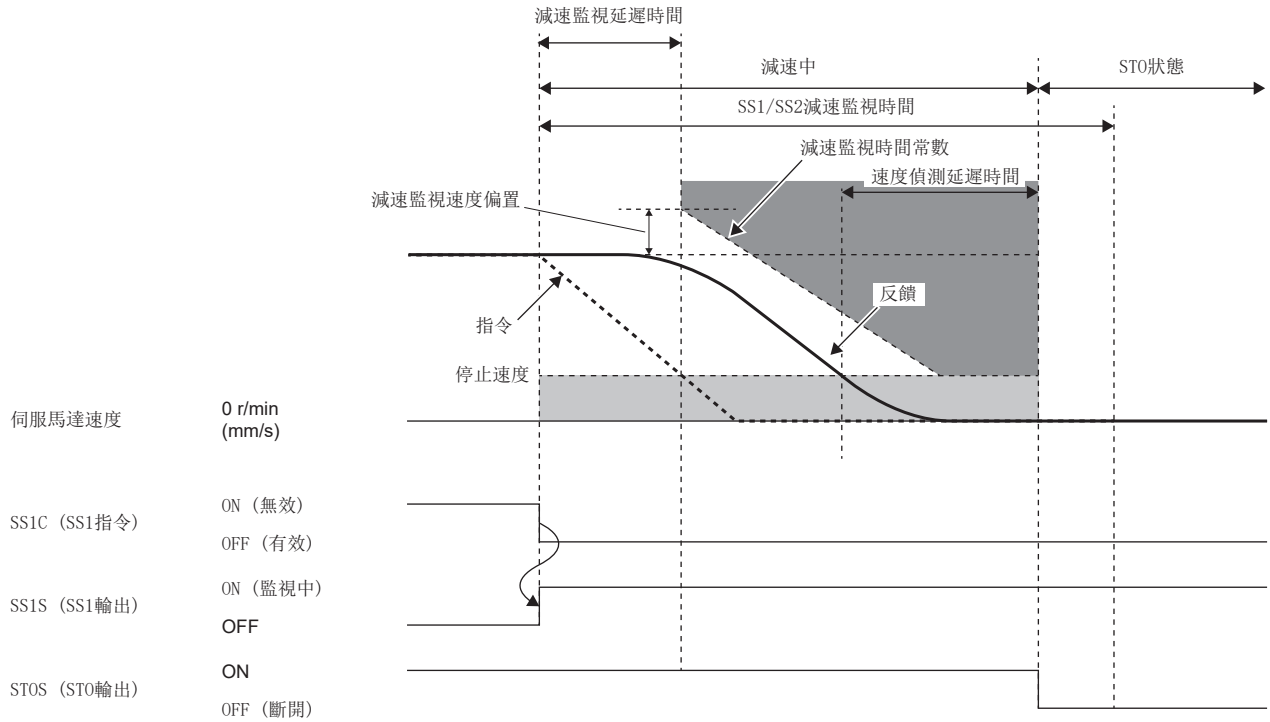 減速監視延遲時間
減速中
STO狀態
SS1/SS2減速監視時間
減速監視時間常數
速度偵測延遲時間
減速監視速度偏置
反饋
指令
停止速度
伺服馬達速度
0 r/min
(mm/s)
SS1C (SS1指令)
ON (無效)
OFF (有效)
SS1S (SS1輸出)
ON (監視中)
OFF
STOS (STO輸出)
ON
OFF (斷開)